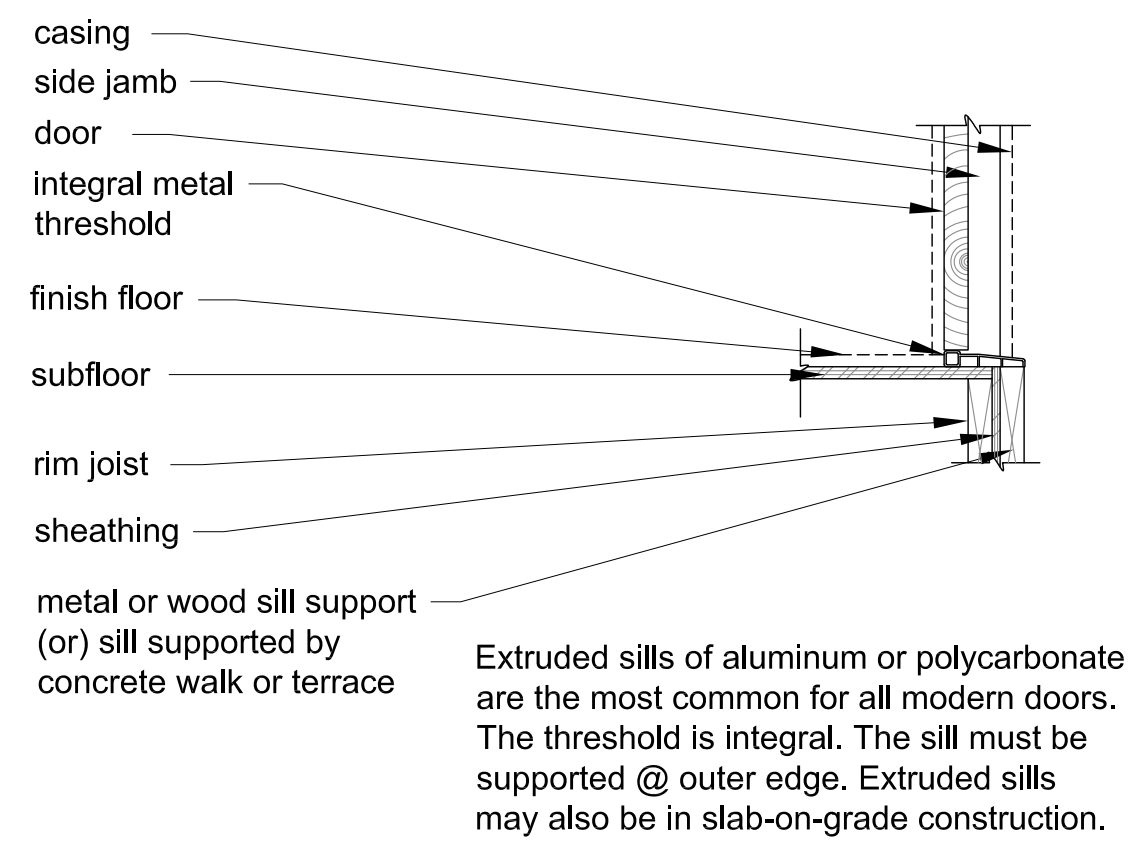 casing
side jamb
door
integral metal
threshold
finish floor
subfloor
rim joist
sheathing
metal or wood sill support
(or) sill supported by
concrete walk or terrace
Extruded sills of aluminum or polycarbonate
are the most common for all modern doors.
The threshold is integral. The sill must be
supported @ outer edge. Extruded sills
may also be in slab-on-grade construction.